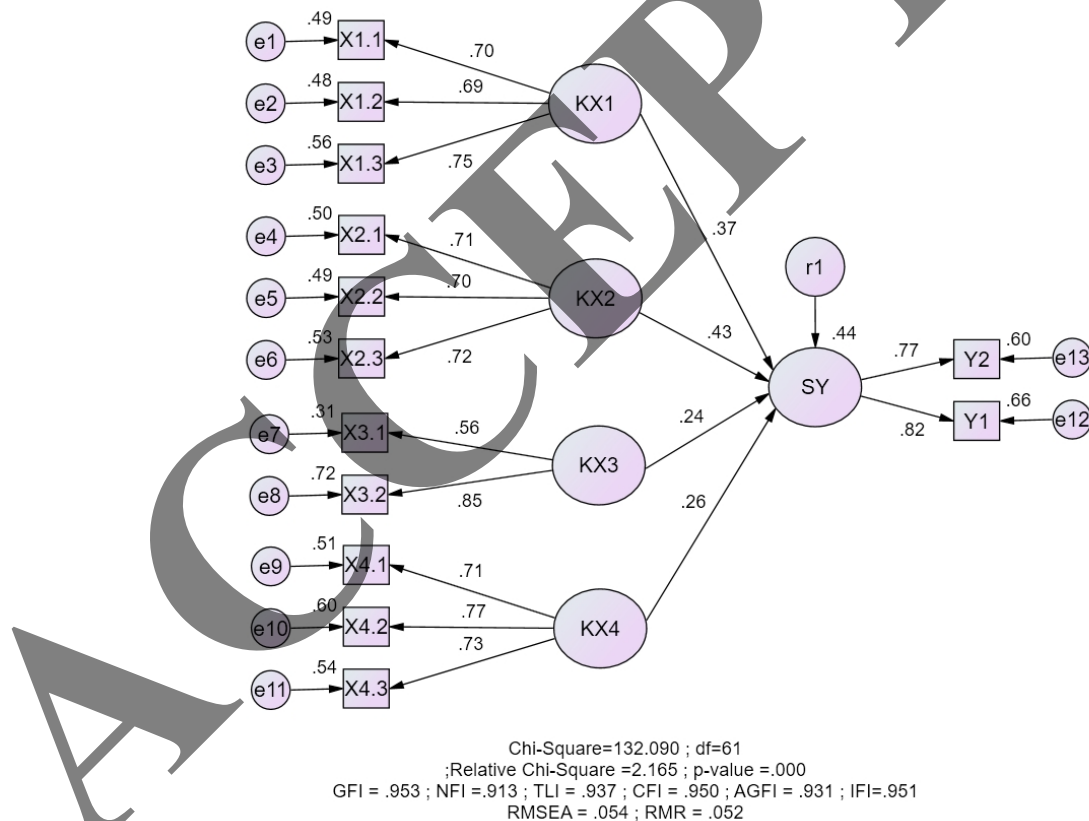 .49
e1 X1.1 .70
.48 .69
e2 X1.2 KX1
.56
e3 X1.3 .75
.37
.50
e4 X2.1 .71
r1
.49 .70
e5 X2.2 KX2
.53 .43 .44 .60
e6 X2.3 .72 .77 Y2 e13
SY
.31 .24 .66
e7 X3.1 .56 .82 Y1 e12
KX3
.72
e8 X3.2 .85
.26
.51
e9 X4.1 .71
.60 .77
e10 X4.2 KX4
.73
.54
e11 X4.3
Chi-Square=132.090 ; df=61
;Relative Chi-Square =2.165 ; p-value =.000
GFI = .953 ; NFI =.913 ; TLI = .937 ; CFI = .950 ; AGFI = .931 ; IFI=.951
RMSEA = .054 ; RMR = .052
ACCEP